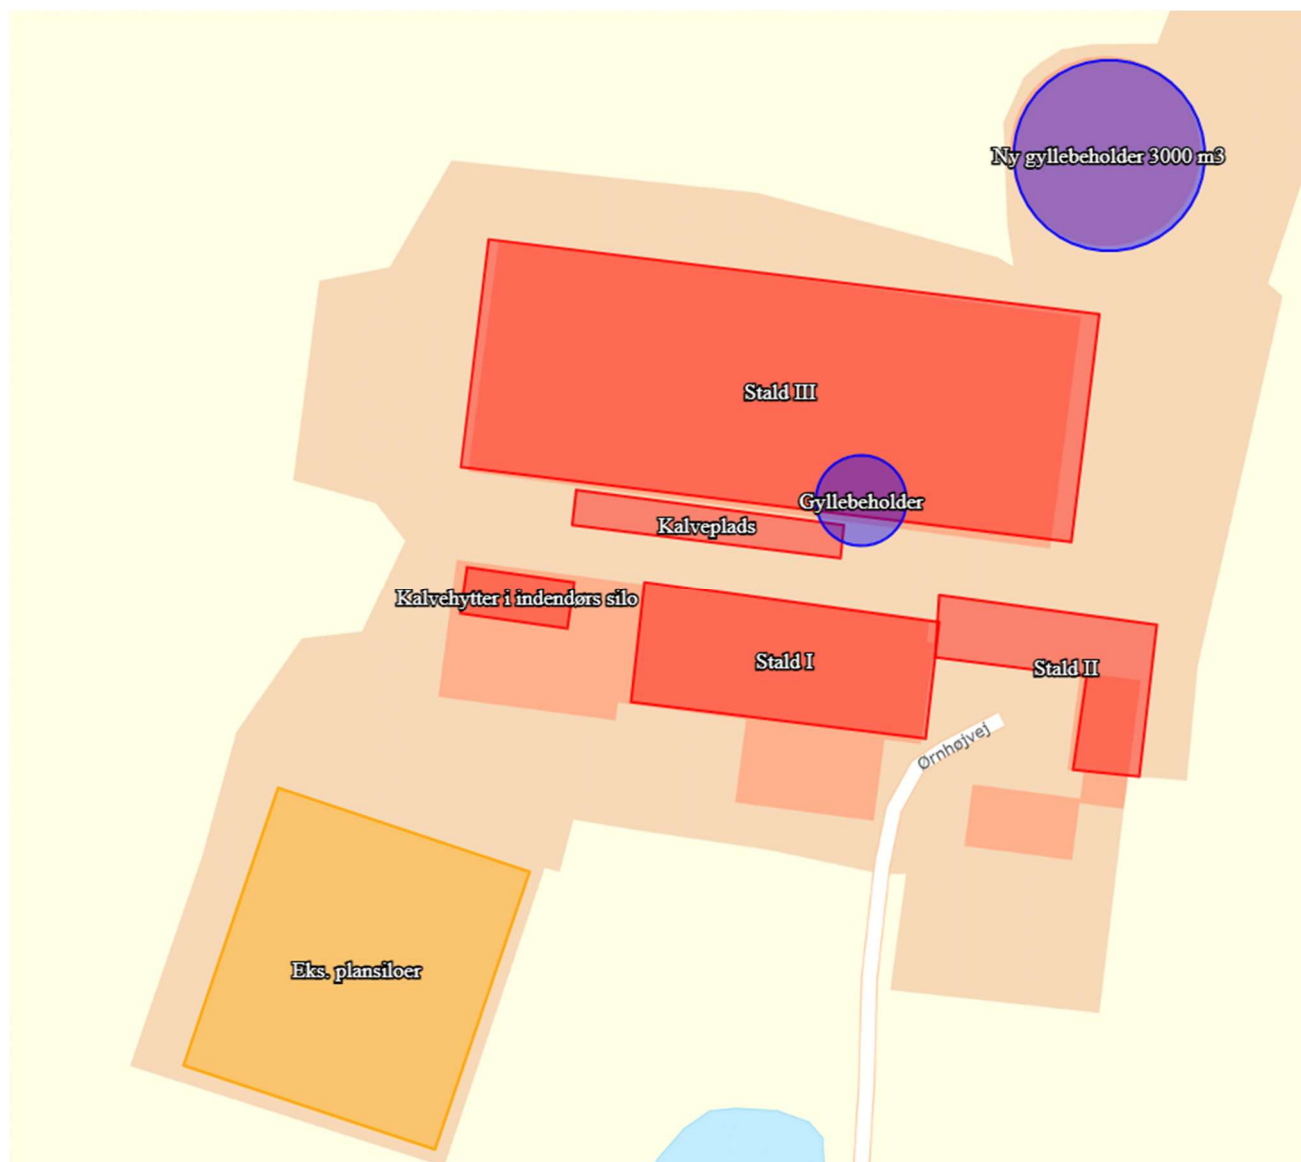 Ny gyllebeholder 3000 m3
Stald III
Gyllebeholder
Kalveplads
Kalvehytter i indendørs silo
Stald I
Stald II
Ørnhøjvej
Eks. plansiloer